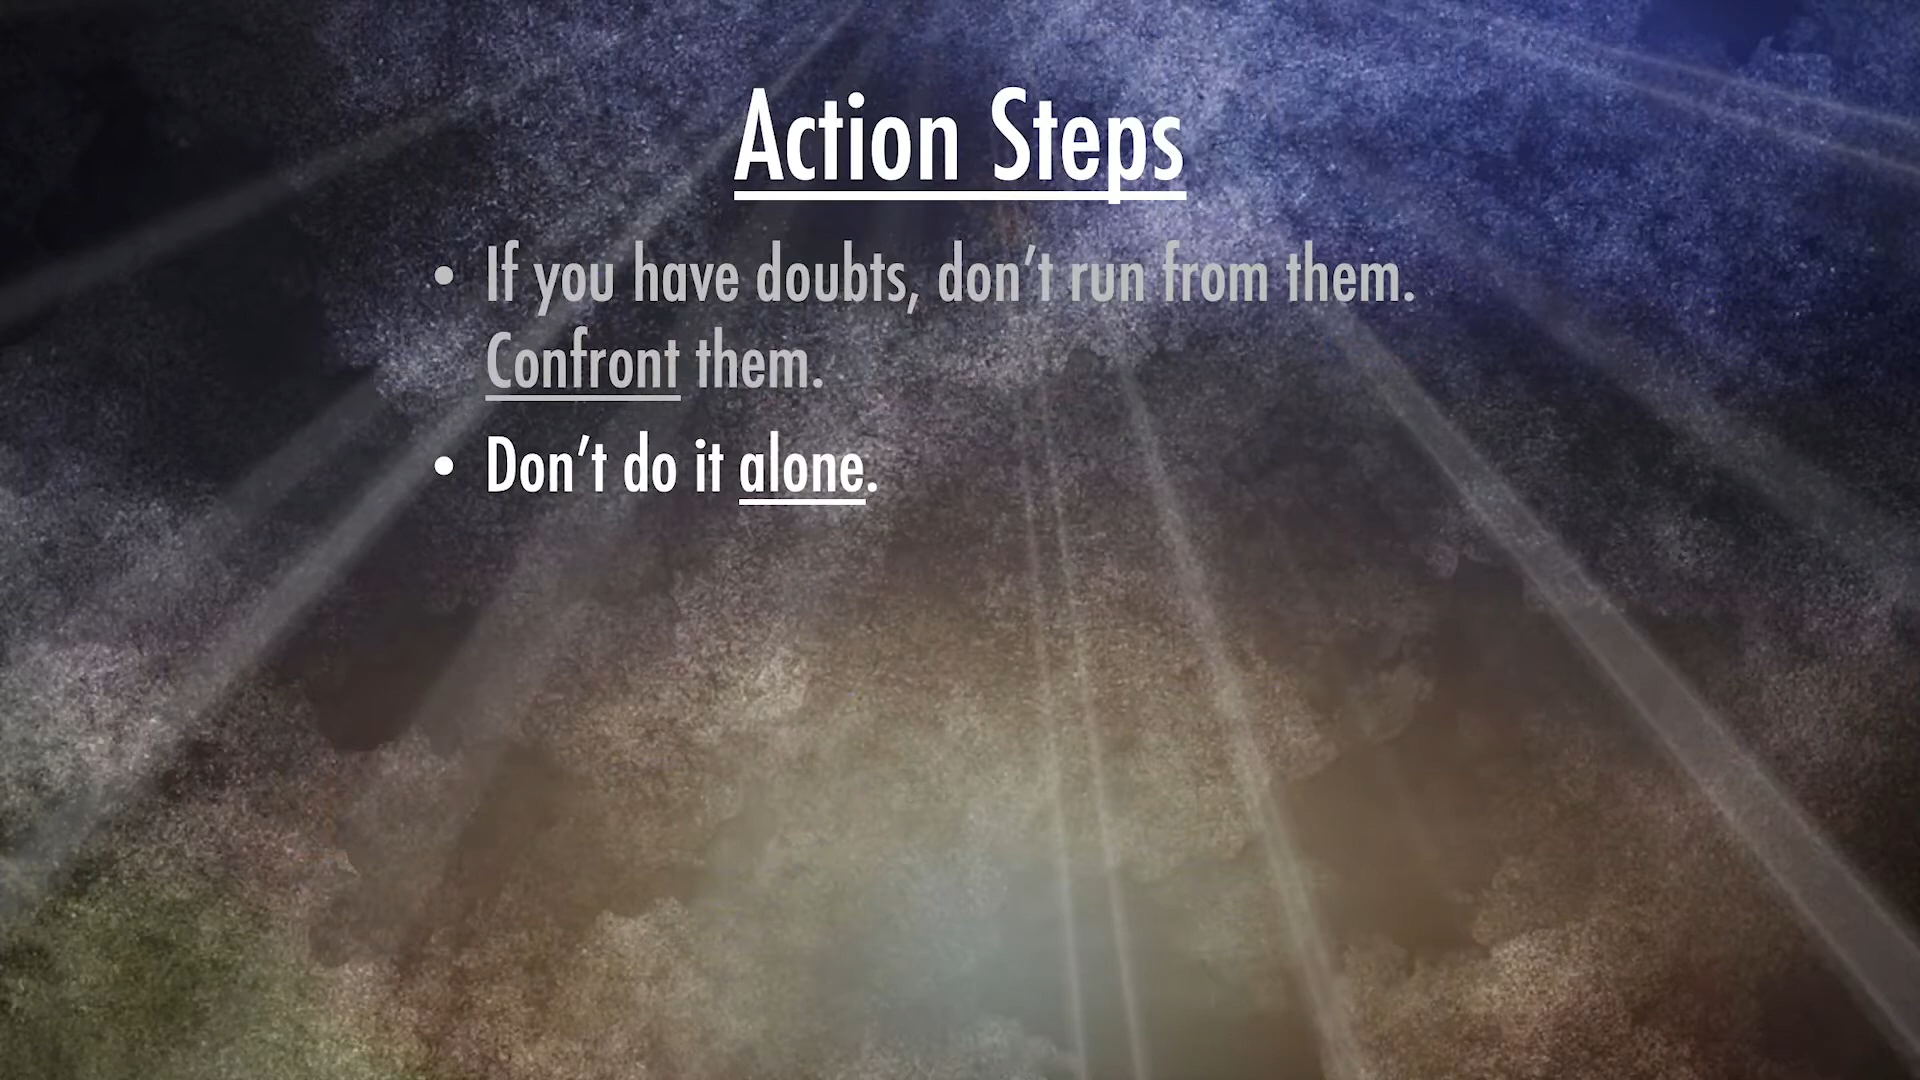 Action Steps
• If you have doubts, don’t run from them.
Confront them.
• Don’t do it alone.